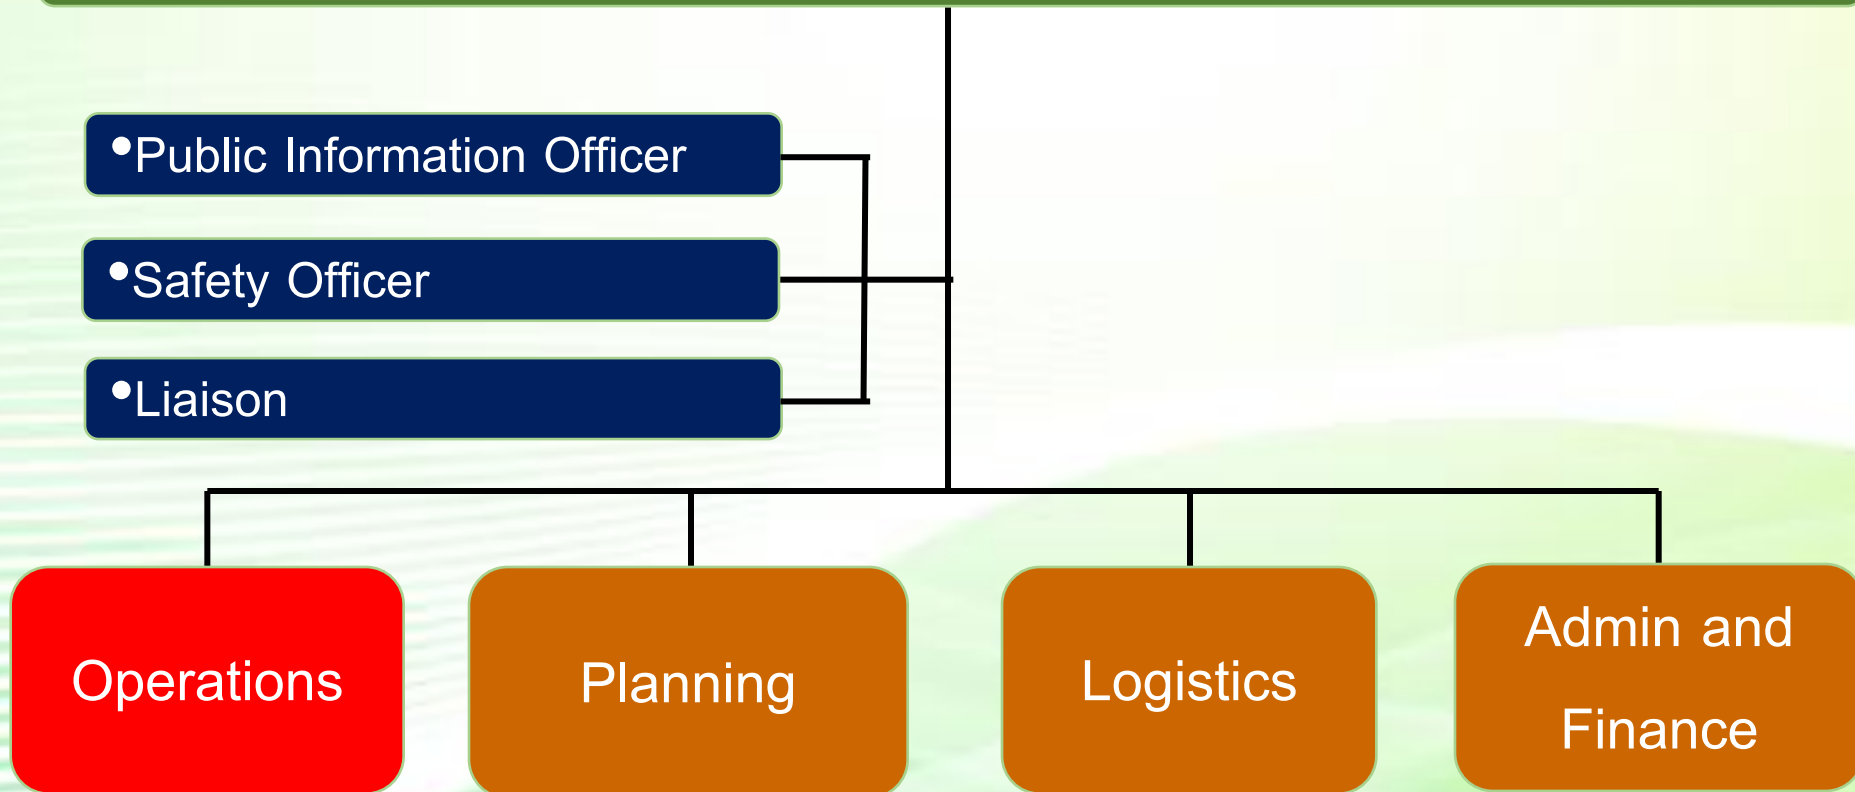 •Public Information Officer
•Safety Officer
•Liaison
Operations
Planning
Logistics
Admin and
Finance